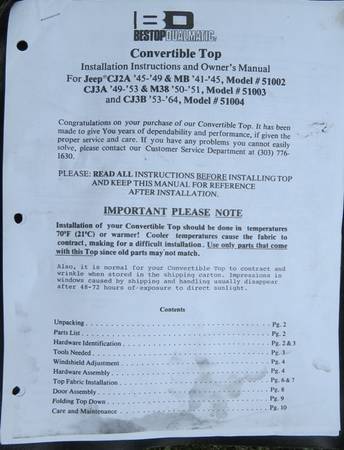 BESTOP DUALMATIC.
Convertible Top
Installation Instructions and Owner's Manual
For Jeep® CJ2A '45-'49 & MB '41-'45, Model # 51002
CJ3A '49-'53 & M38 '50-'51, Model # 51003
and CJ3B '53-'64, Model # 51004
Congratulations on your purchase of our Convertible Top. It has been
made to give You years of dependability and performance, if given the
proper service and care. If you have any problems you cannot easily
solve, please contact our Customer Service Department at (303) 776-
1630.
PLEASE: READ ALL INSTRUCTIONS BEFORE INSTALLING TOP
AND KEEP THIS MANUAL FOR REFERENCE
AFTER INSTALLATION.
IMPORTANT PLEASE NOTE
Installation of your Convertible Top should be done in temperatures
70°F (21°C) or warmer! Cooler temperatures cause the fabric to
contract, making for a difficult installation. Use only parts that come
with this Top since old parts may not match.
Also, it is normal for your Convertible Top to contract and
wrinkle when stored in the shipping carton. Impressions in
windows caused by shipping and handling usually disappear
after 48-72 hours of exposure to direct sunlight.
Contents
Unpacking . . . . . . . . . . Pg. 2
Parts List . . . . . . . . . . Pg. 2
Hardware Identification . . . . . . . . . . Pg. 2 & 3
Tools Needed . . . . . . . . . . Pg. 3
Windshield Adjustment . . . . . . . . . . Pg. 4
Hardware Assembly . . . . . . . . . . Pg. 4
Top Fabric Installation . . . . . . . . . . Pg. 6 & 7
Door Assembly . . . . . . . . . . Pg. 8
Folding Top Down . . . . . . . . . . Pg. 9
Care and Maintenance . . . . . . . . . . Pg. 10